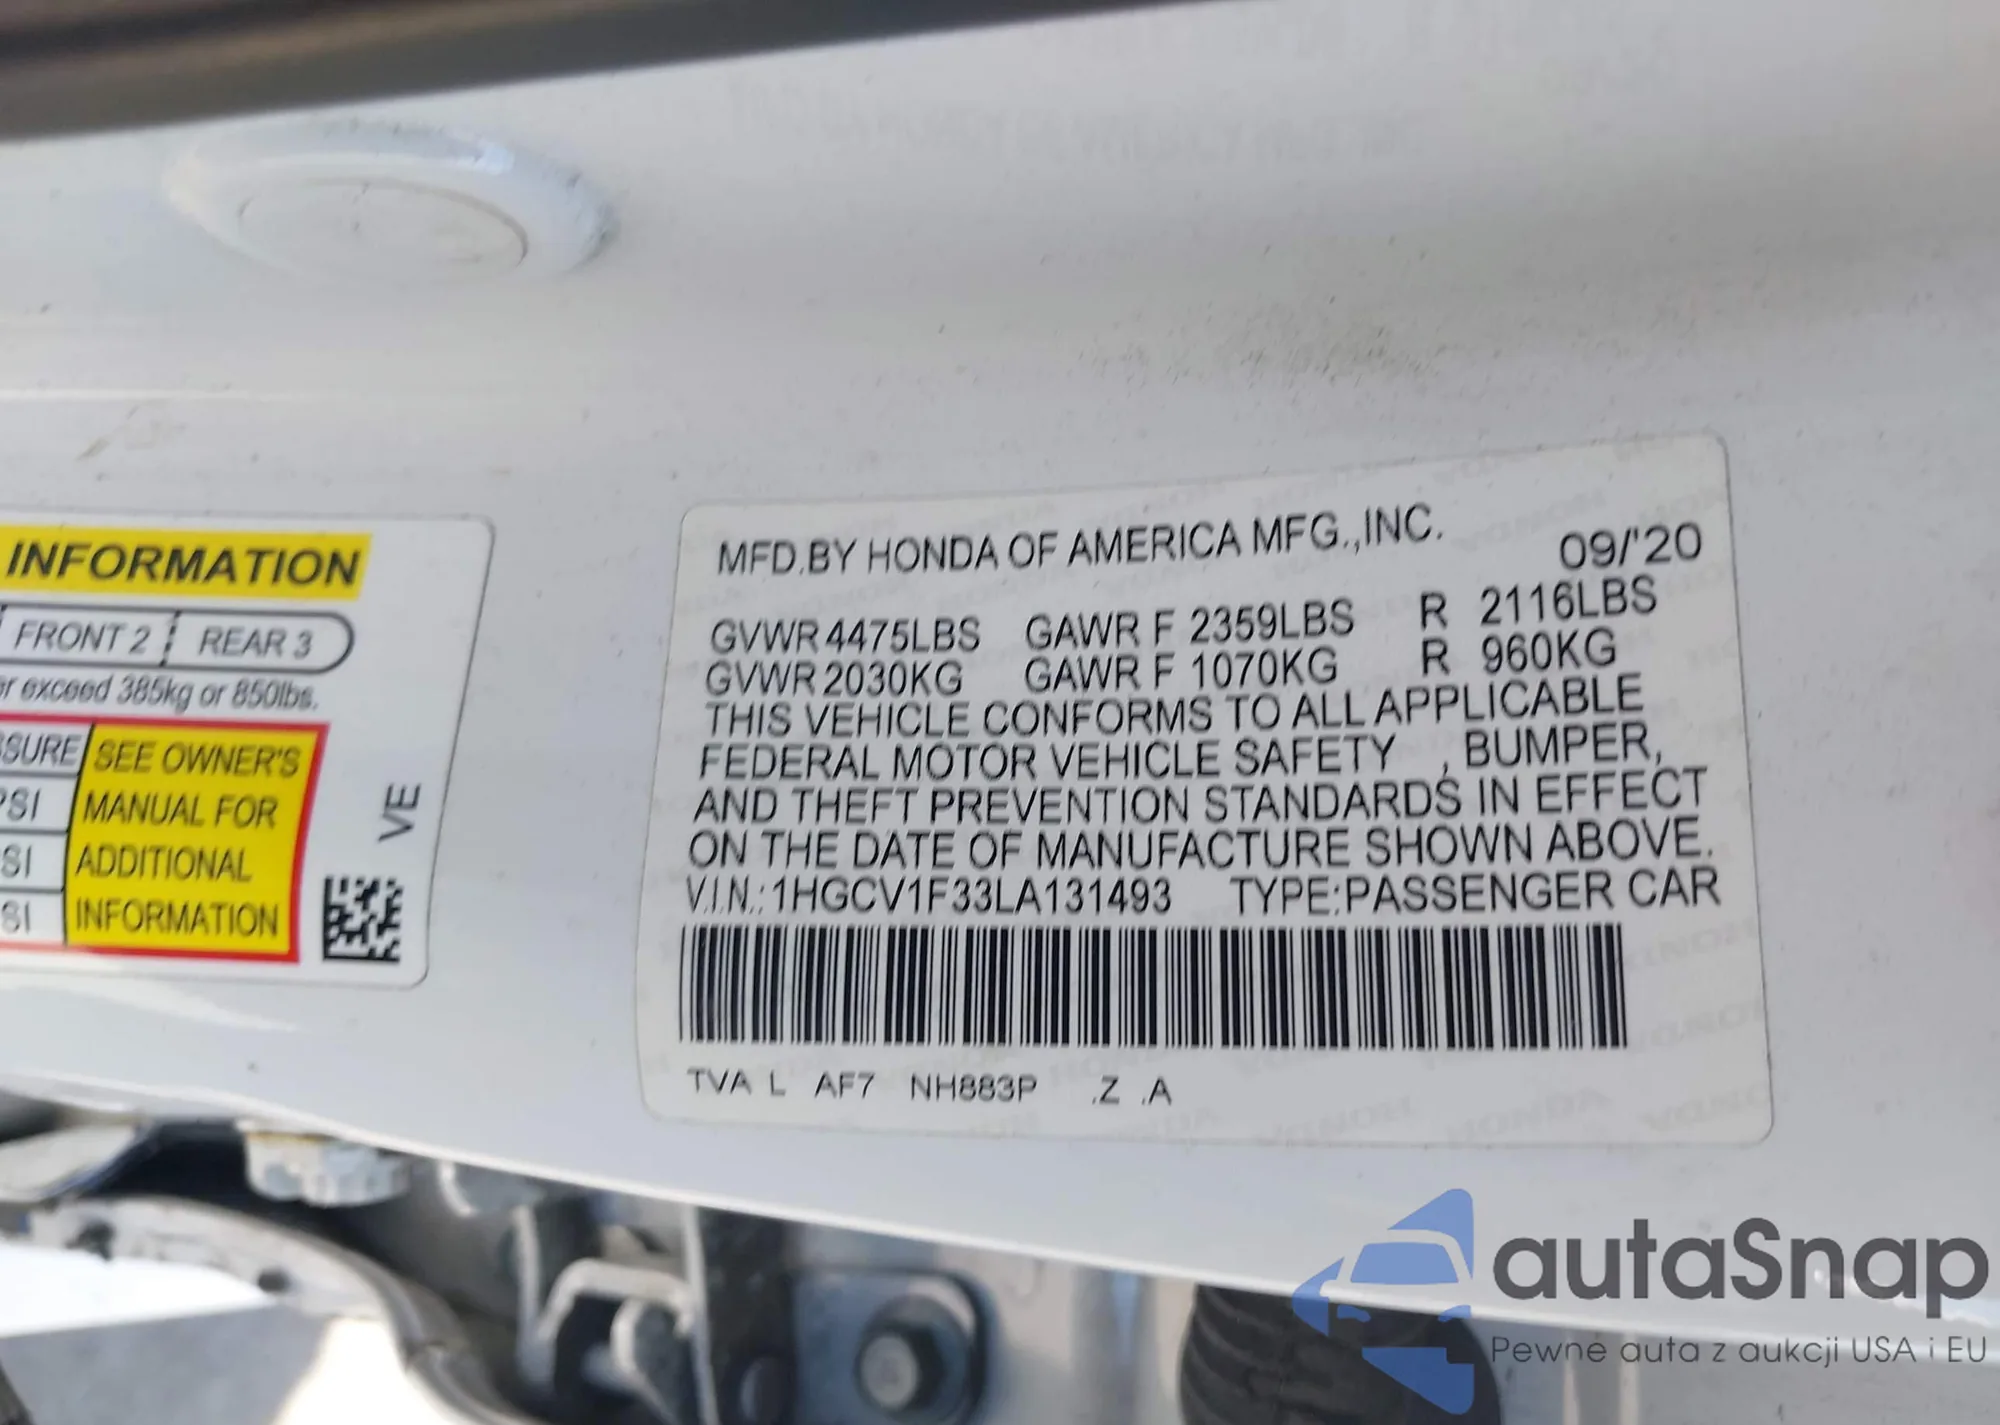 INFORMATION
FRONT 2 REAR 3
exceed 385kg or 850lbs.
SEE OWNER'S
MANUAL FOR
PSI
ADDITIONAL
INFORMATION
VE
MFD.BY HONDA OF AMERICA MFG.,INC. 09/'20
GVWR 4475LBS GAWR F 2359LBS R 2116LBS
GVWR 2030KG GAWR F 1070KG R 960KG
THIS VEHICLE CONFORMS TO ALL APPLICABLE
FEDERAL MOTOR VEHICLE SAFETY , BUMPER,
AND THEFT PREVENTION STANDARDS IN EFFECT
ON THE DATE OF MANUFACTURE SHOWN ABOVE.
V.I.N.: 1HGCV1F33LA131493 TYPE:PASSENGER CAR
TVA L AF7 NH883P .Z .A
autaSnap
Pewne auta z aukcji USA i EU